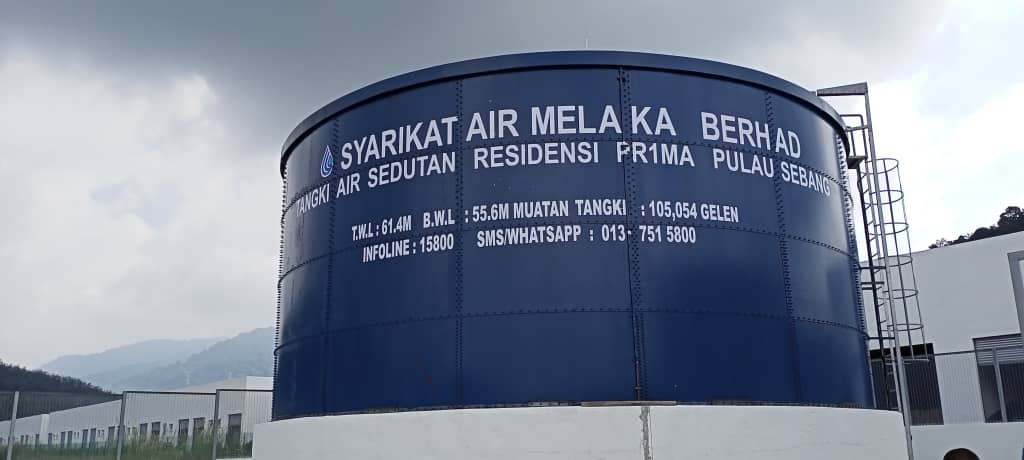 SYARIKAT AIR MELAKA BERHAD
TANGKI AIR SEDUTAN RESIDENSI PR1MA PULAU SEBANG
T.W.L : 61.4M B.W.L : 55.6M MUATAN TANGKI : 105,054 GELEN
INFOLINE : 15800 SMS/WHATSAPP : 013- 751 5800